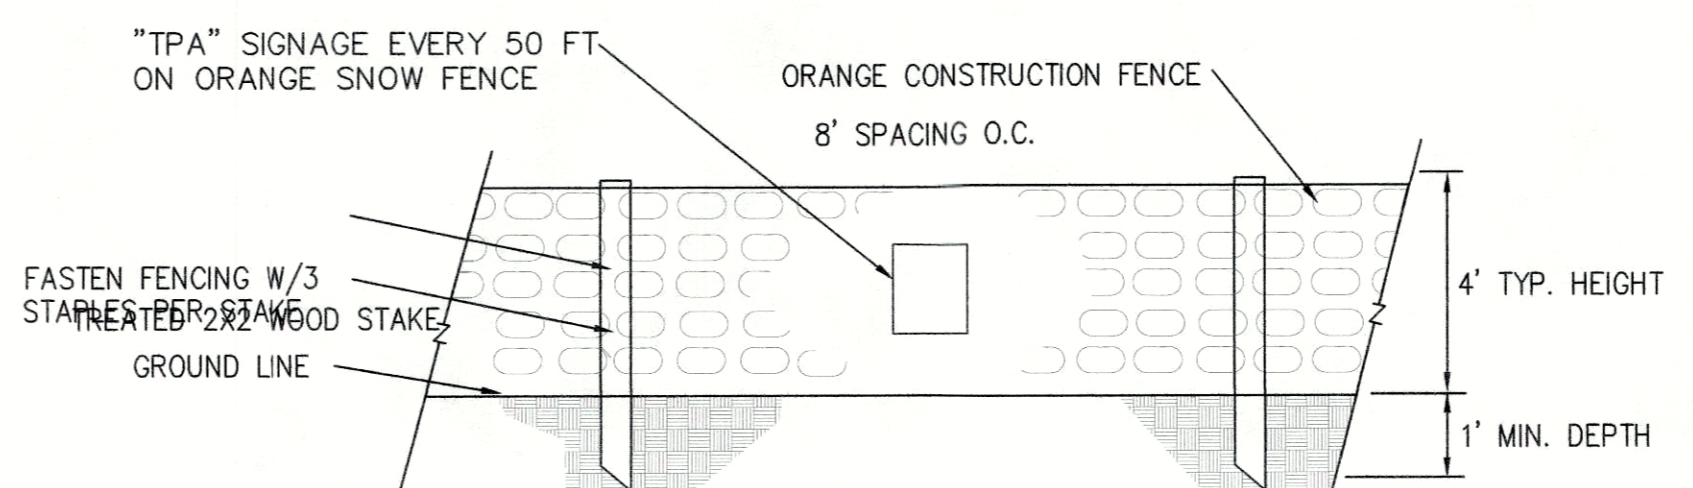 "TPA" SIGNAGE EVERY 50 FT
ON ORANGE SNOW FENCE
ORANGE CONSTRUCTION FENCE
8' SPACING O.C.
FASTEN FENCING W/3
STAPLES PER STAKE
TREATED 2X2 WOOD STAKE
GROUND LINE
4' TYP. HEIGHT
1' MIN. DEPTH